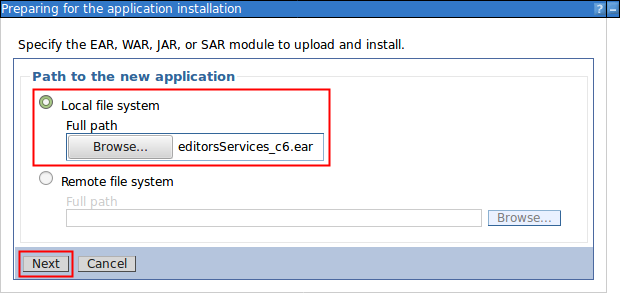 Preparing for the application installation ? –
Specify the EAR, WAR, JAR, or SAR module to upload and install.
Path to the new application
Local file system
Full path
Browse... editorsServices_c6.ear
Remote file system
Full path
Browse...
Next Cancel